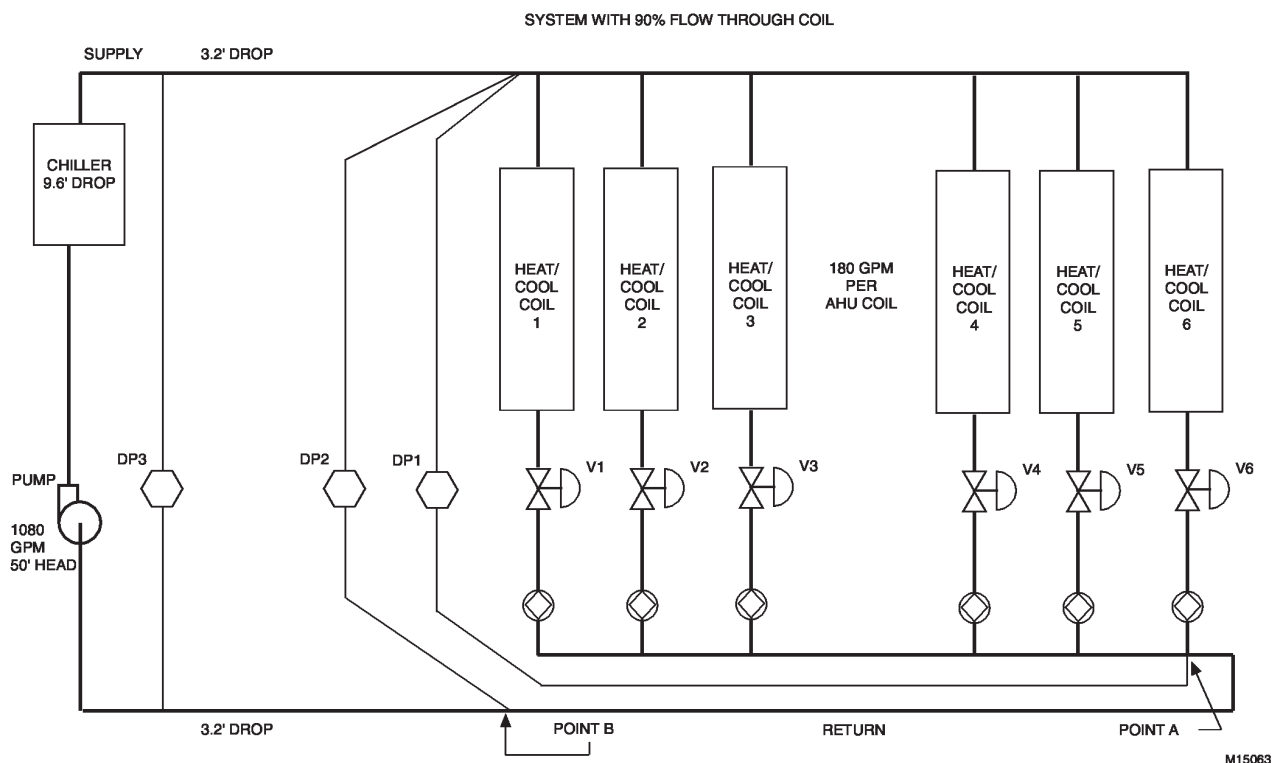 SYSTEM WITH 90% FLOW THROUGH COIL
SUPPLY 3.2' DROP
CHILLER
9.6' DROP
HEAT/
COOL
COIL
1
HEAT/
COOL
COIL
2
HEAT/
COOL
COIL
3
180 GPM
PER
AHU COIL
HEAT/
COOL
COIL
4
HEAT/
COOL
COIL
5
HEAT/
COOL
COIL
6
DP3
DP2
DP1
V1
V2
V3
V4
V5
V6
PUMP
1080
GPM
50' HEAD
3.2' DROP
POINT B
RETURN
POINT A
M15063